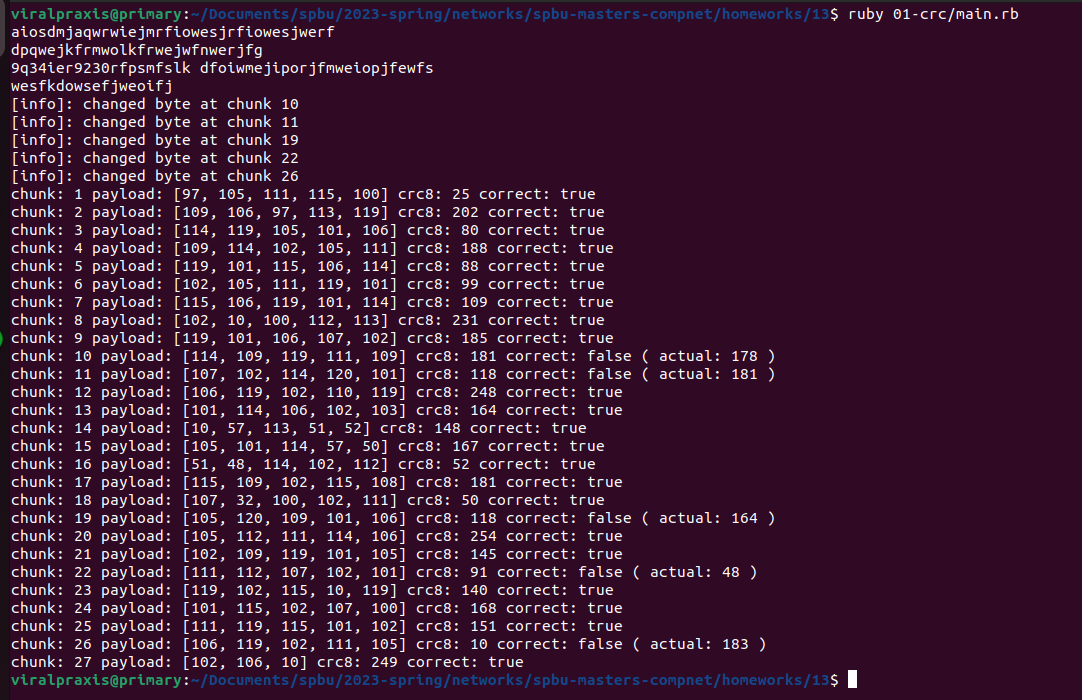 viralpraxis@primary:~/Documents/spbu/2023-spring/networks/spbu-masters-compnet/homeworks/13$ ruby 01-crc/main.rb
aiosdmjaqwrwiejmrfiowesjrfiowesjwerf
dpqwejkfrmwolkfrwejwfnwerjfg
9q34ier9230rfpsmfslk dfoiwmejiporjfmweiopjfewfs
wesfkdowsefjweoifj
[info]: changed byte at chunk 10
[info]: changed byte at chunk 11
[info]: changed byte at chunk 19
[info]: changed byte at chunk 22
[info]: changed byte at chunk 26
chunk: 1 payload: [97, 105, 111, 115, 100] crc8: 25 correct: true
chunk: 2 payload: [109, 106, 97, 113, 119] crc8: 202 correct: true
chunk: 3 payload: [114, 119, 105, 101, 106] crc8: 80 correct: true
chunk: 4 payload: [109, 114, 102, 105, 111] crc8: 188 correct: true
chunk: 5 payload: [119, 101, 115, 106, 114] crc8: 88 correct: true
chunk: 6 payload: [102, 105, 111, 119, 101] crc8: 99 correct: true
chunk: 7 payload: [115, 106, 119, 101, 114] crc8: 109 correct: true
chunk: 8 payload: [102, 10, 100, 112, 113] crc8: 231 correct: true
chunk: 9 payload: [119, 101, 106, 107, 102] crc8: 185 correct: true
chunk: 10 payload: [114, 109, 119, 111, 109] crc8: 181 correct: false ( actual: 178 )
chunk: 11 payload: [107, 102, 114, 120, 101] crc8: 118 correct: false ( actual: 181 )
chunk: 12 payload: [106, 119, 102, 110, 119] crc8: 248 correct: true
chunk: 13 payload: [101, 114, 106, 102, 103] crc8: 164 correct: true
chunk: 14 payload: [10, 57, 113, 51, 52] crc8: 148 correct: true
chunk: 15 payload: [105, 101, 114, 57, 50] crc8: 167 correct: true
chunk: 16 payload: [51, 48, 114, 102, 112] crc8: 52 correct: true
chunk: 17 payload: [115, 109, 102, 115, 108] crc8: 181 correct: true
chunk: 18 payload: [107, 32, 100, 102, 111] crc8: 50 correct: true
chunk: 19 payload: [105, 120, 109, 101, 106] crc8: 118 correct: false ( actual: 164 )
chunk: 20 payload: [105, 112, 111, 114, 106] crc8: 254 correct: true
chunk: 21 payload: [102, 109, 119, 101, 105] crc8: 145 correct: true
chunk: 22 payload: [111, 112, 107, 102, 101] crc8: 91 correct: false ( actual: 48 )
chunk: 23 payload: [119, 102, 115, 10, 119] crc8: 140 correct: true
chunk: 24 payload: [101, 115, 102, 107, 100] crc8: 168 correct: true
chunk: 25 payload: [111, 119, 115, 101, 102] crc8: 151 correct: true
chunk: 26 payload: [106, 119, 102, 111, 105] crc8: 10 correct: false ( actual: 183 )
chunk: 27 payload: [102, 106, 10] crc8: 249 correct: true
viralpraxis@primary:~/Documents/spbu/2023-spring/networks/spbu-masters-compnet/homeworks/13$